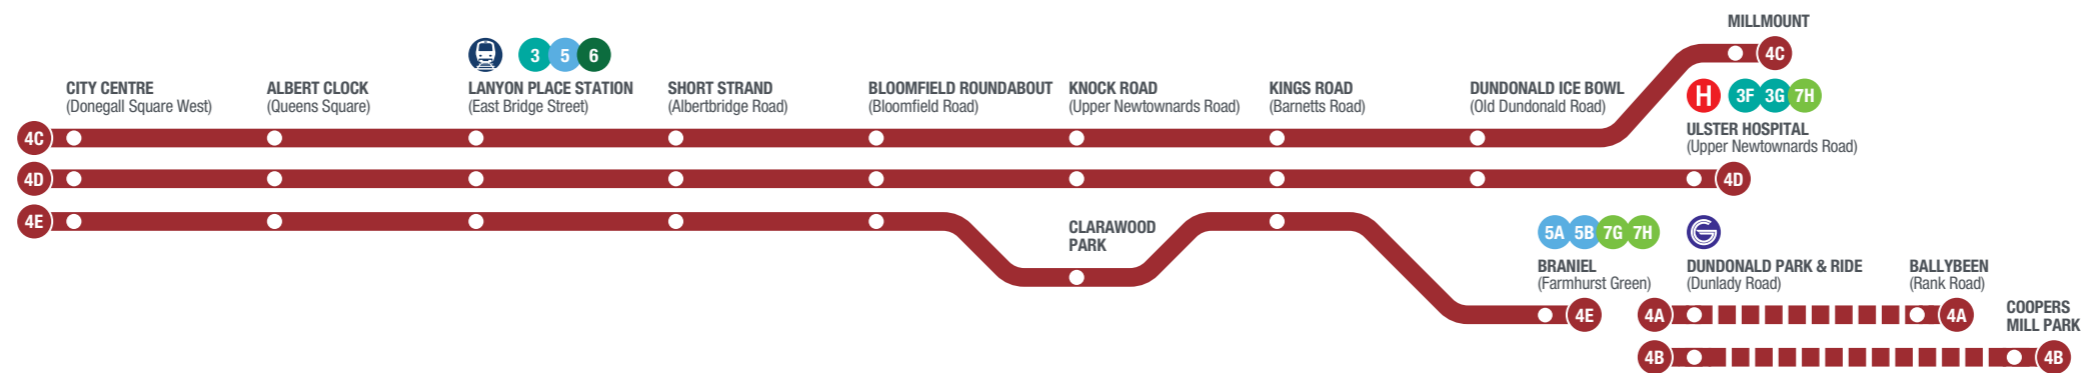 MILLMOUNT
4C
3 5 6
CITY CENTRE
(Donegall Square West)
ALBERT CLOCK
(Queens Square)
LANYON PLACE STATION
(East Bridge Street)
SHORT STRAND
(Albertbridge Road)
BLOOMFIELD ROUNDABOUT
(Bloomfield Road)
KNOCK ROAD
(Upper Newtownards Road)
KINGS ROAD
(Barnetts Road)
DUNDONALD ICE BOWL
(Old Dundonald Road)
H 3F 3G 7H
ULSTER HOSPITAL
(Upper Newtownards Road)
4C
4D
4D
4E
CLARAWOOD
PARK
5A 5B 7G 7H
G
BRANIEL
(Farmhurst Green)
DUNDONALD PARK & RIDE
(Dunlady Road)
BALLYBEEN
(Rank Road)
4E
4A
4A
COOPERS
MILL PARK
4B
4B